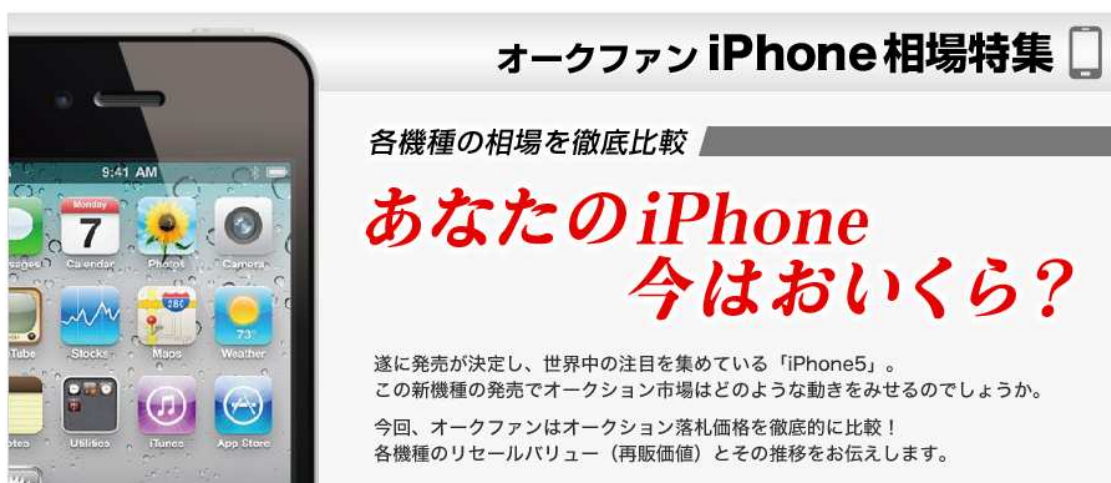 オークファン iPhone相場特集
各機種の相場を徹底比較
あなたのiPhone
今はおいくら?
遂に発売が決定し、世界中の注目を集めている「iPhone5」。
この新機種の発売でオークション市場はどのような動きをみせるのでしょうか。
今回、オークファンはオークション落札価格を徹底的に比較!
各機種のリセールバリュー(再販価値)とその推移をお伝えします。
9:41 AM
Monday
7
Calendar
Photos
Camera
280
73°
Stocks
Maps
Weather
Utilities
iTunes
App Store